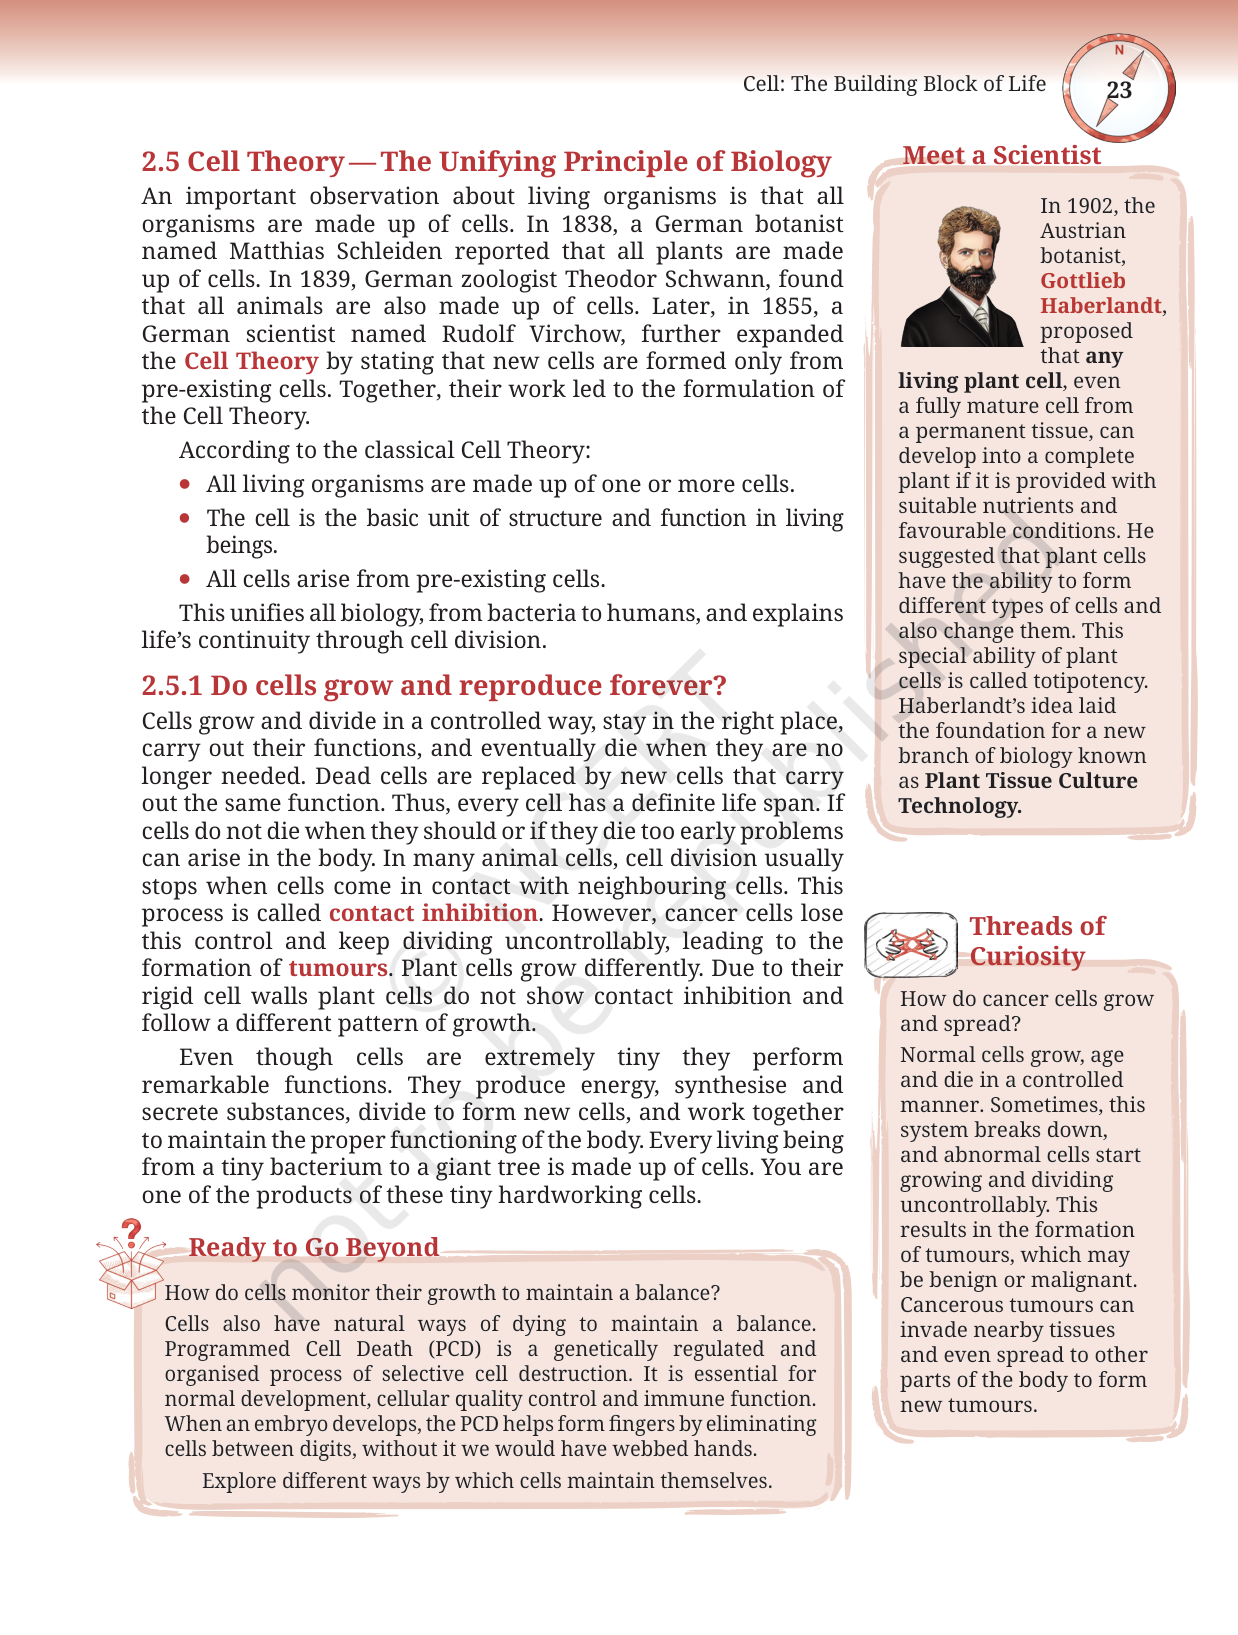 Cell: The Building Block of Life
N
23
2.5 Cell Theory — The Unifying Principle of Biology
An important observation about living organisms is that all
organisms are made up of cells. In 1838, a German botanist
named Matthias Schleiden reported that all plants are made
up of cells. In 1839, German zoologist Theodor Schwann, found
that all animals are also made up of cells. Later, in 1855, a
German scientist named Rudolf Virchow, further expanded
the Cell Theory by stating that new cells are formed only from
pre-existing cells. Together, their work led to the formulation of
the Cell Theory.
According to the classical Cell Theory:
• All living organisms are made up of one or more cells.
• The cell is the basic unit of structure and function in living
beings.
• All cells arise from pre-existing cells.
This unifies all biology, from bacteria to humans, and explains
life’s continuity through cell division.
2.5.1 Do cells grow and reproduce forever?
Cells grow and divide in a controlled way, stay in the right place,
carry out their functions, and eventually die when they are no
longer needed. Dead cells are replaced by new cells that carry
out the same function. Thus, every cell has a definite life span. If
cells do not die when they should or if they die too early problems
can arise in the body. In many animal cells, cell division usually
stops when cells come in contact with neighbouring cells. This
process is called contact inhibition. However, cancer cells lose
this control and keep dividing uncontrollably, leading to the
formation of tumours. Plant cells grow differently. Due to their
rigid cell walls plant cells do not show contact inhibition and
follow a different pattern of growth.
Even though cells are extremely tiny they perform
remarkable functions. They produce energy, synthesise and
secrete substances, divide to form new cells, and work together
to maintain the proper functioning of the body. Every living being
from a tiny bacterium to a giant tree is made up of cells. You are
one of the products of these tiny hardworking cells.
?
Ready to Go Beyond
How do cells monitor their growth to maintain a balance?
Cells also have natural ways of dying to maintain a balance.
Programmed Cell Death (PCD) is a genetically regulated and
organised process of selective cell destruction. It is essential for
normal development, cellular quality control and immune function.
When an embryo develops, the PCD helps form fingers by eliminating
cells between digits, without it we would have webbed hands.
Explore different ways by which cells maintain themselves.
Meet a Scientist
In 1902, the
Austrian
botanist,
Gottlieb
Haberlandt,
proposed
that any
living plant cell, even
a fully mature cell from
a permanent tissue, can
develop into a complete
plant if it is provided with
suitable nutrients and
favourable conditions. He
suggested that plant cells
have the ability to form
different types of cells and
also change them. This
special ability of plant
cells is called totipotency.
Haberlandt’s idea laid
the foundation for a new
branch of biology known
as Plant Tissue Culture
Technology.
Threads of
Curiosity
How do cancer cells grow
and spread?
Normal cells grow, age
and die in a controlled
manner. Sometimes, this
system breaks down,
and abnormal cells start
growing and dividing
uncontrollably. This
results in the formation
of tumours, which may
be benign or malignant.
Cancerous tumours can
invade nearby tissues
and even spread to other
parts of the body to form
new tumours.
© NCERT
not to be republished